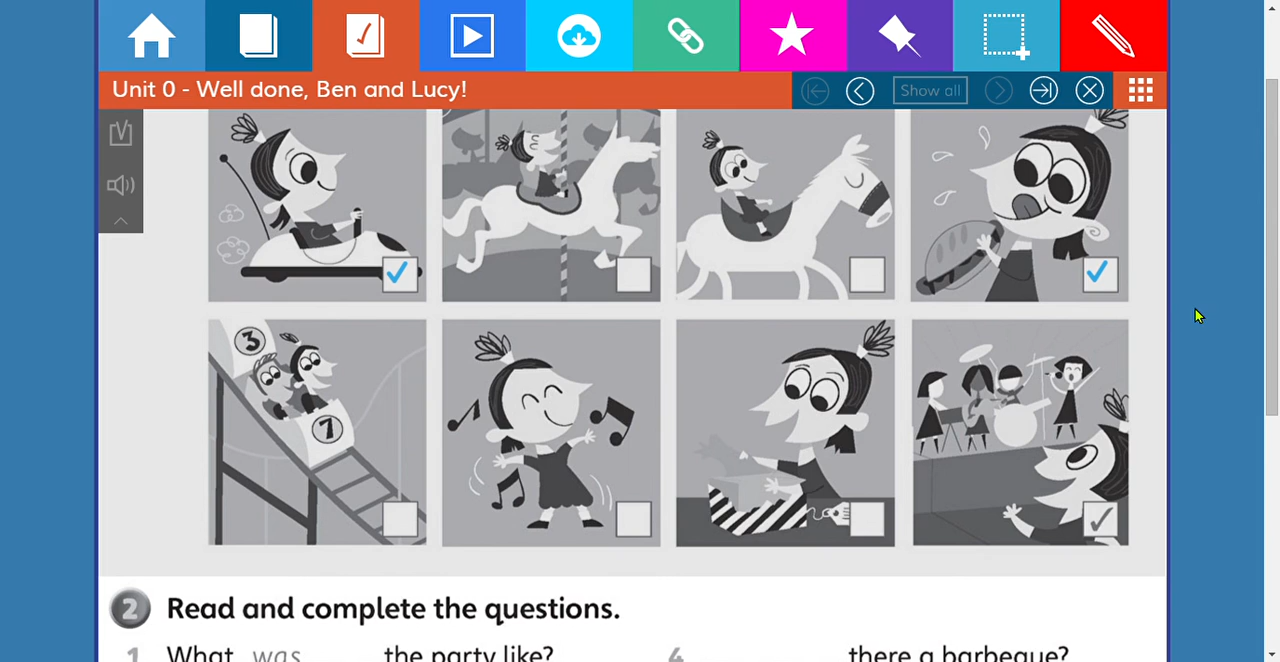 Unit 0 - Well done, Ben and Lucy!
Show all
3
7
2 Read and complete the questions.
1 What was the party like?
4 there a barbeque?